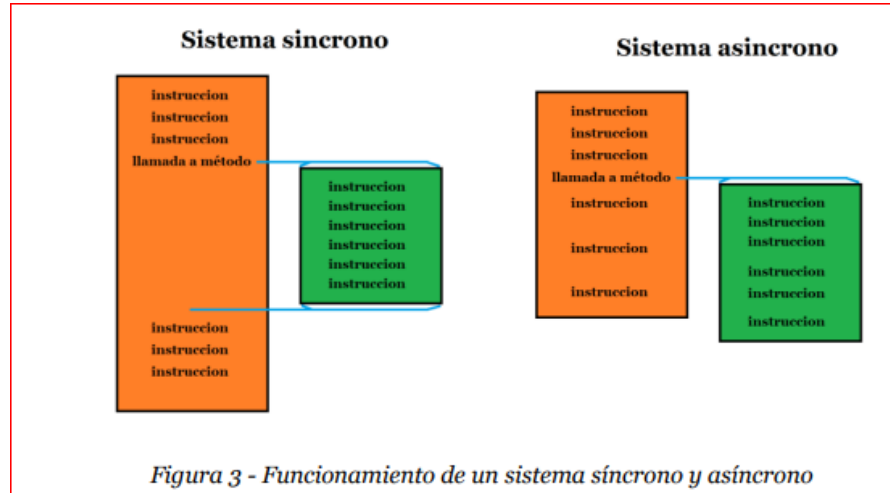 Sistema sincrono
instruccion
instruccion
instruccion
llamada a método
instruccion
instruccion
instruccion
instruccion
instruccion
instruccion
instruccion
instruccion
instruccion
Sistema asincrono
instruccion
instruccion
instruccion
llamada a método
instruccion
instruccion
instruccion
instruccion
instruccion
instruccion
instruccion
instruccion
instruccion
Figura 3 - Funcionamiento de un sistema síncrono y asíncrono